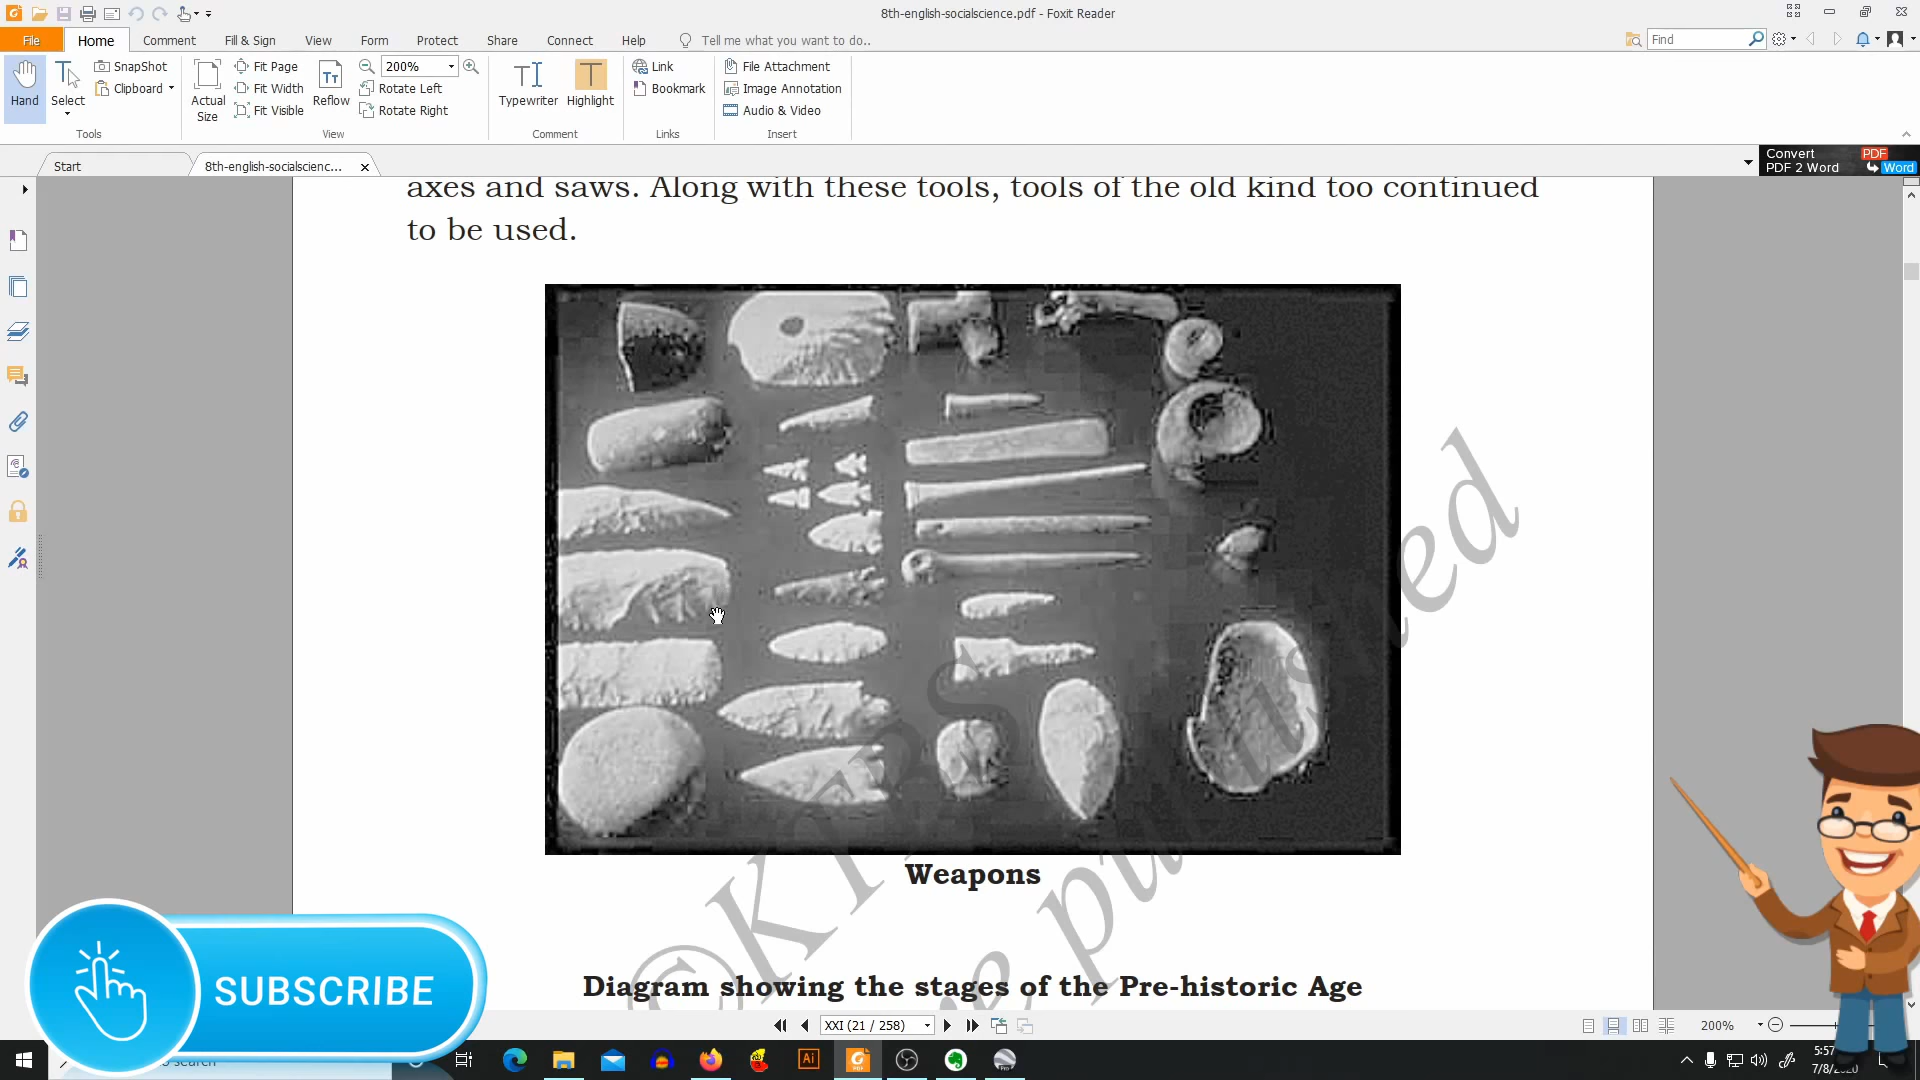 8th-english-socialscience.pdf - Foxit Reader
File Home Comment Fill & Sign View Form Protect Share Connect Help Tell me what you want to do.. Find
Hand
Select
SnapShot
Clipboard
Tools
Actual Size
Fit Page
Fit Width
Fit Visible
Reflow
200%
Rotate Left
Rotate Right
View
Typewriter
Highlight
Comment
Link
Bookmark
Links
File Attachment
Image Annotation
Audio & Video
Insert
Start
8th-english-socialscienc...
Convert PDF
PDF 2 Word Word
axes and saws. Along with these tools, tools of the old kind too continued
to be used.
Weapons
Diagram showing the stages of the Pre-historic Age
SUBSCRIBE
XXI (21 / 258)
200%
search